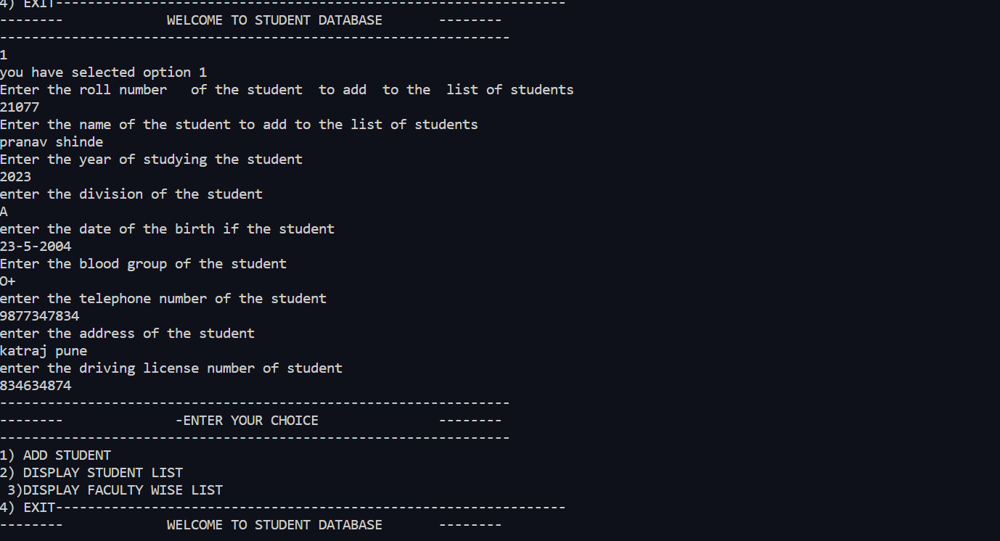 4) EXIT----------------------------------------------------------------
--------             WELCOME TO STUDENT DATABASE       --------
----------------------------------------------------------------
1
you have selected option 1
Enter the roll number   of the student  to add  to the  list of students
21077
Enter the name of the student to add to the list of students
pranav shinde
Enter the year of studying the student
2023
enter the division of the student
A
enter the date of the birth if the student
23-5-2004
Enter the blood group of the student
O+
enter the telephone number of the student
9877347834
enter the address of the student
katraj pune
enter the driving license number of student
834634874
----------------------------------------------------------------
--------              -ENTER YOUR CHOICE               --------
----------------------------------------------------------------
1) ADD STUDENT
2) DISPLAY STUDENT LIST
 3)DISPLAY FACULTY WISE LIST
4) EXIT----------------------------------------------------------------
--------             WELCOME TO STUDENT DATABASE       --------